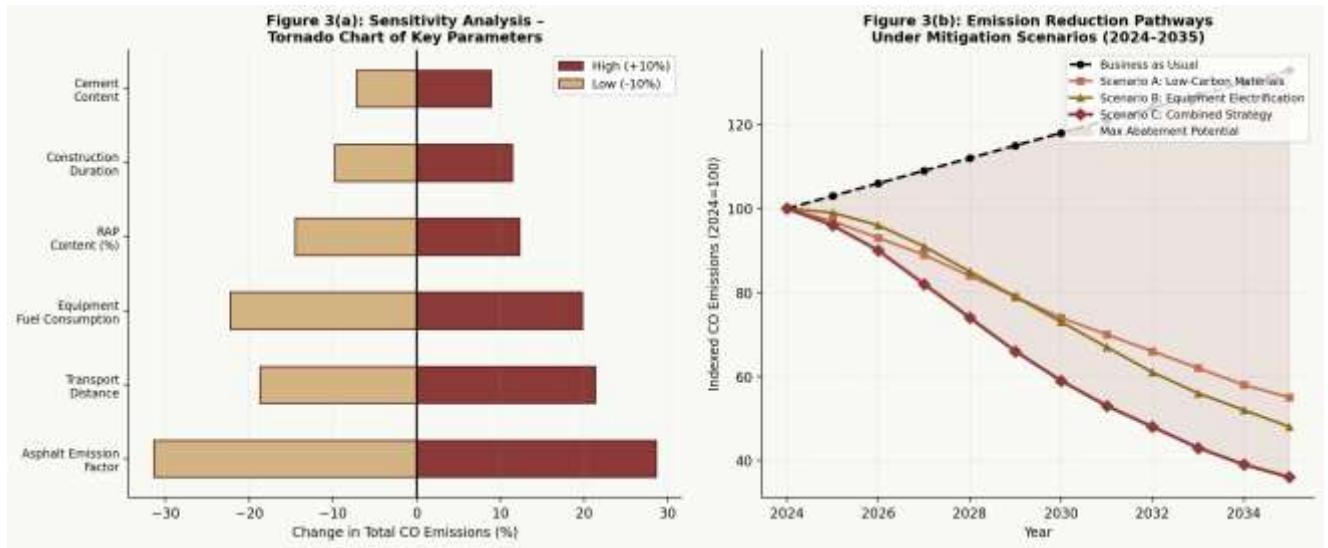 Figure 3(a): Sensitivity Analysis –
Tornado Chart of Key Parameters
High (+10%)
Low (-10%)
Cement
Content
Construction
Duration
RAP
Content (%)
Equipment
Fuel Consumption
Transport
Distance
Asphalt Emission
Factor
−30 −20 −10 0 10 20 30
Change in Total CO Emissions (%)
Figure 3(b): Emission Reduction Pathways
Under Mitigation Scenarios (2024–2035)
Business as Usual
Scenario A: Low-Carbon Materials
Scenario B: Equipment Electrification
Scenario C: Combined Strategy
Max Abatement Potential
120
100
80
60
40
Indexed CO Emissions (2024=100)
2024 2026 2028 2030 2032 2034
Year